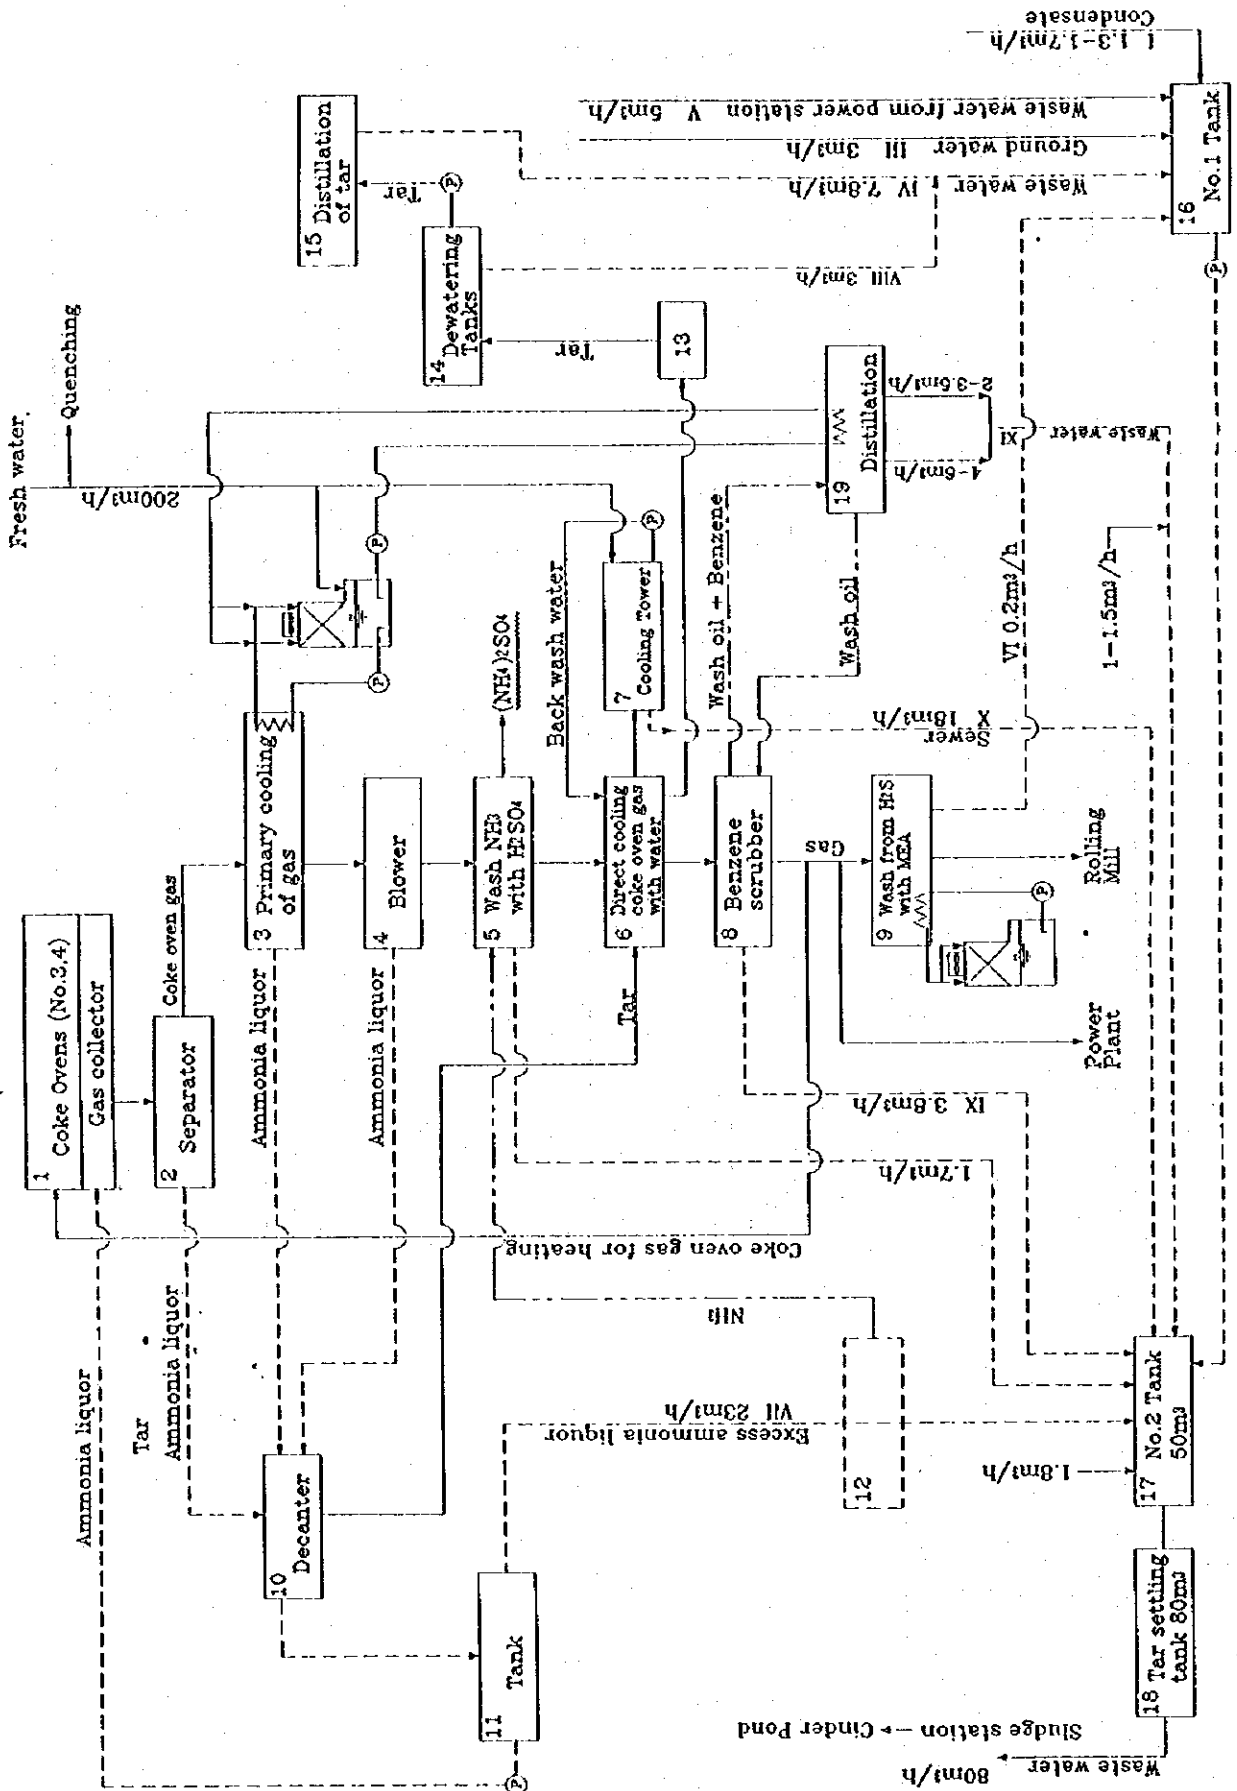 Fresh water
Quenching
200m³/h
1
Coke Ovens (No.3,4)
Gas collector
2
Separator
Coke oven gas
Ammonia liquor
Tar
Ammonia liquor
Ammonia liquor
Ammonia liquor
3 Primary cooling
of gas
4
Blower
5 Wash NH3
with H2SO4
(NH4)2SO4
6 Direct cooling
coke oven gas
with water
Tar
Back wash water
7
Cooling Tower
8 Benzene
scrubber
Wash oil + Benzene
Wash oil
Gas
9 Wash from H2S
with MEA
Rolling
Mill
Power
Plant
10
Decanter
11
Tank
12
13
Tar
14
Dewatering
Tanks
Tar
15 Distillation
of tar
16
No.1 Tank
17 No.2 Tank
50m³
18 Tar settling
tank 80m³
19
Distillation
P
P
P
P
P
P
P
Coke oven gas for heating
NH3
Excess ammonia liquor
VII 23m³/h
1.7m³/h
IX 3.8m³/h
1.8m³/h
Sewer
X 18m³/h
VI 0.2m³/h
1-1.5m³/h
4-6m³/h
2-3.5m³/h
XI
Waste water
VIII 3m³/h
Waste water IV 7.8m³/h
Ground water III 3m³/h
Waste water from power station V 5m³/h
I 1.3-1.7m³/h
Condensate
Sludge station → Cinder Pond
Waste water
80m³/h